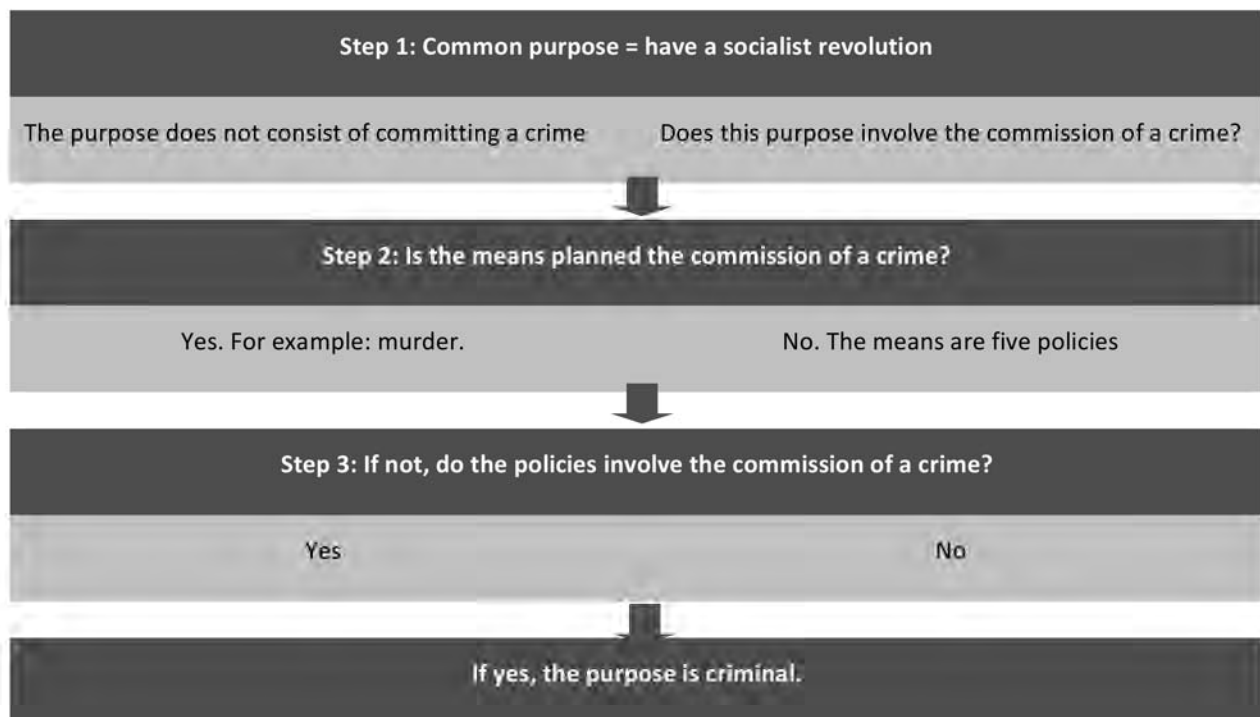 Step 1: Common purpose = have a socialist revolution
The purpose does not consist of committing a crime
Does this purpose involve the commission of a crime?
Step 2: Is the means planned the commission of a crime?
Yes. For example: murder.
No. The means are five policies
Step 3: If not, do the policies involve the commission of a crime?
Yes
No
If yes, the purpose is criminal.